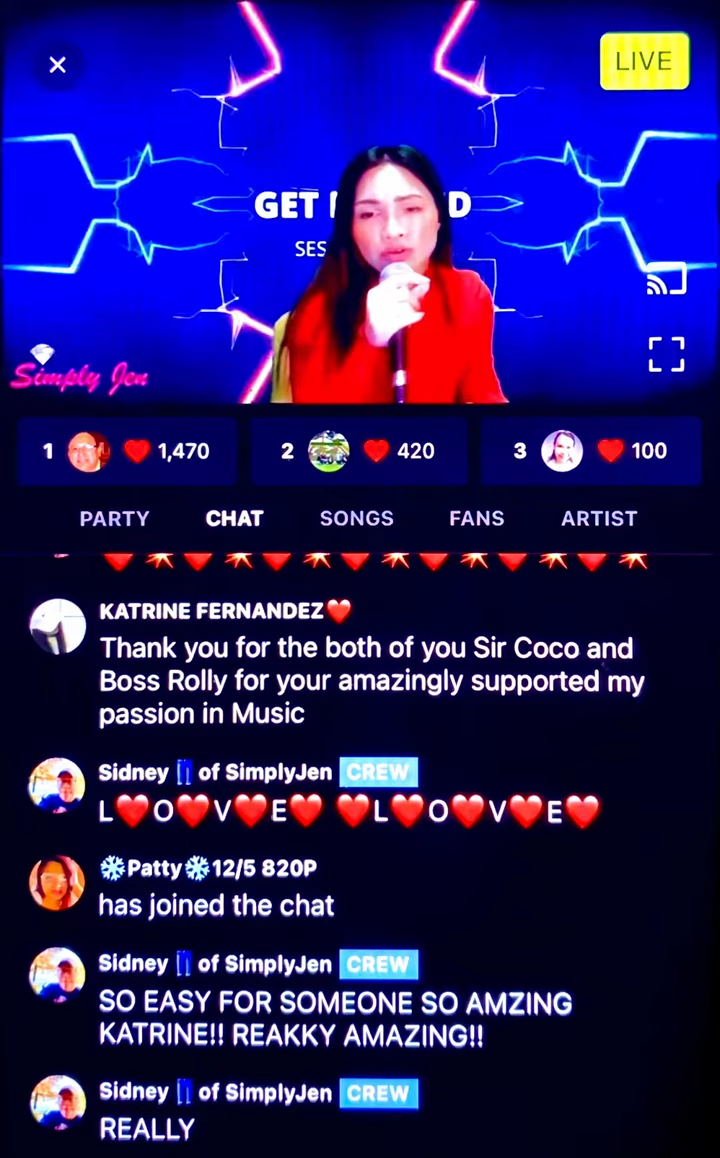 LIVE
GET
D
SES
Simply Jen
1 1,470 2 420 3 100
PARTY CHAT SONGS FANS ARTIST
KATRINE FERNANDEZ❤️
Thank you for the both of you Sir Coco and
Boss Rolly for your amazingly supported my
passion in Music
Sidney 👖 of SimplyJen CREW
L❤️O❤️V❤️E❤️ ❤️L❤️O❤️V❤️E❤️
❄️Patty❄️12/5 820P
has joined the chat
Sidney 👖 of SimplyJen CREW
SO EASY FOR SOMEONE SO AMZING
KATRINE!! REAKKY AMAZING!!
Sidney 👖 of SimplyJen CREW
REALLY